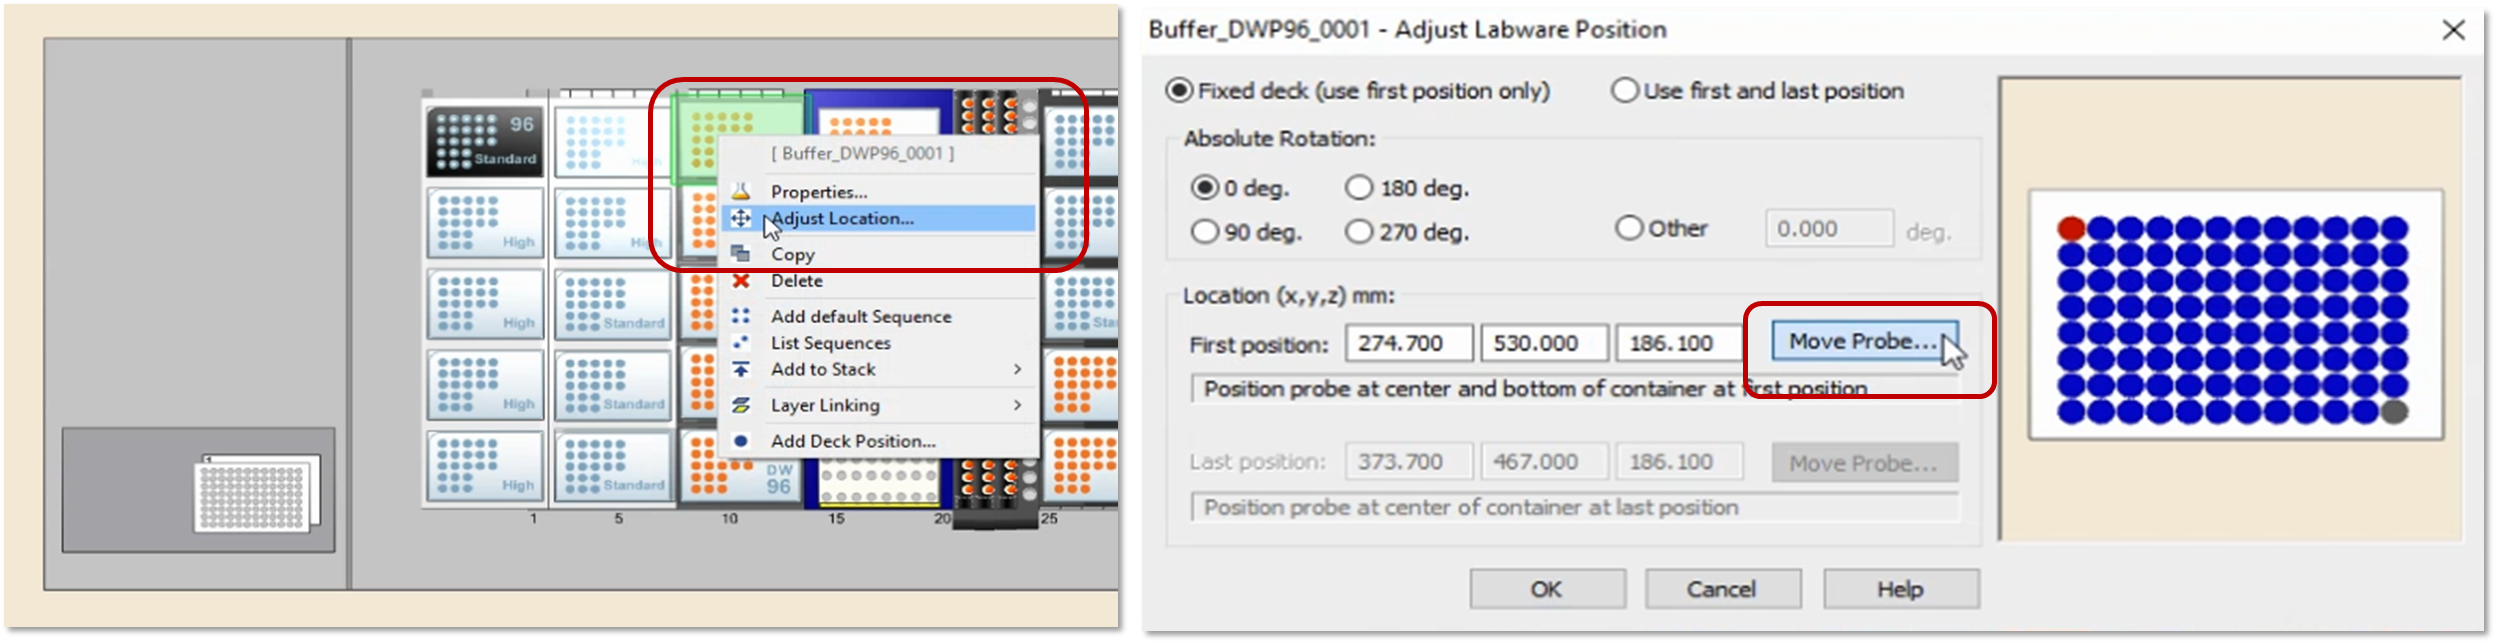 96
Standard
High
High
High
High
Standard
High
Standard
High
Standard
DW
96
[ Buffer_DWP96_0001 ]
Properties...
Adjust Location...
Copy
Delete
Add default Sequence
List Sequences
Add to Stack
Layer Linking
Add Deck Position...
1 5 10 15 20 25
Buffer_DWP96_0001 - Adjust Labware Position
Fixed deck (use first position only) Use first and last position
Absolute Rotation:
0 deg. 180 deg.
90 deg. 270 deg. Other 0.000 deg.
Location (x,y,z) mm:
First position: 274.700 530.000 186.100 Move Probe...
Position probe at center and bottom of container at first position
Last position: 373.700 467.000 186.100 Move Probe...
Position probe at center of container at last position
OK Cancel Help